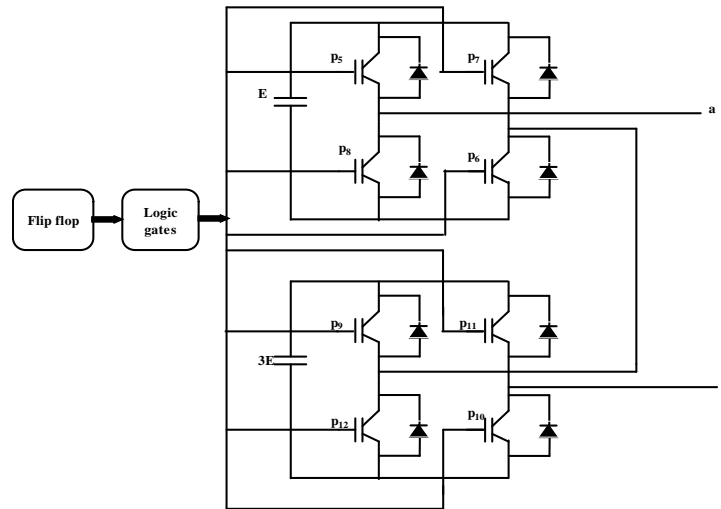 p₅
p₇
E
a
p₈
p₆
Flip flop
Logic
gates
p₉
p₁₁
3E
p₁₂
p₁₀